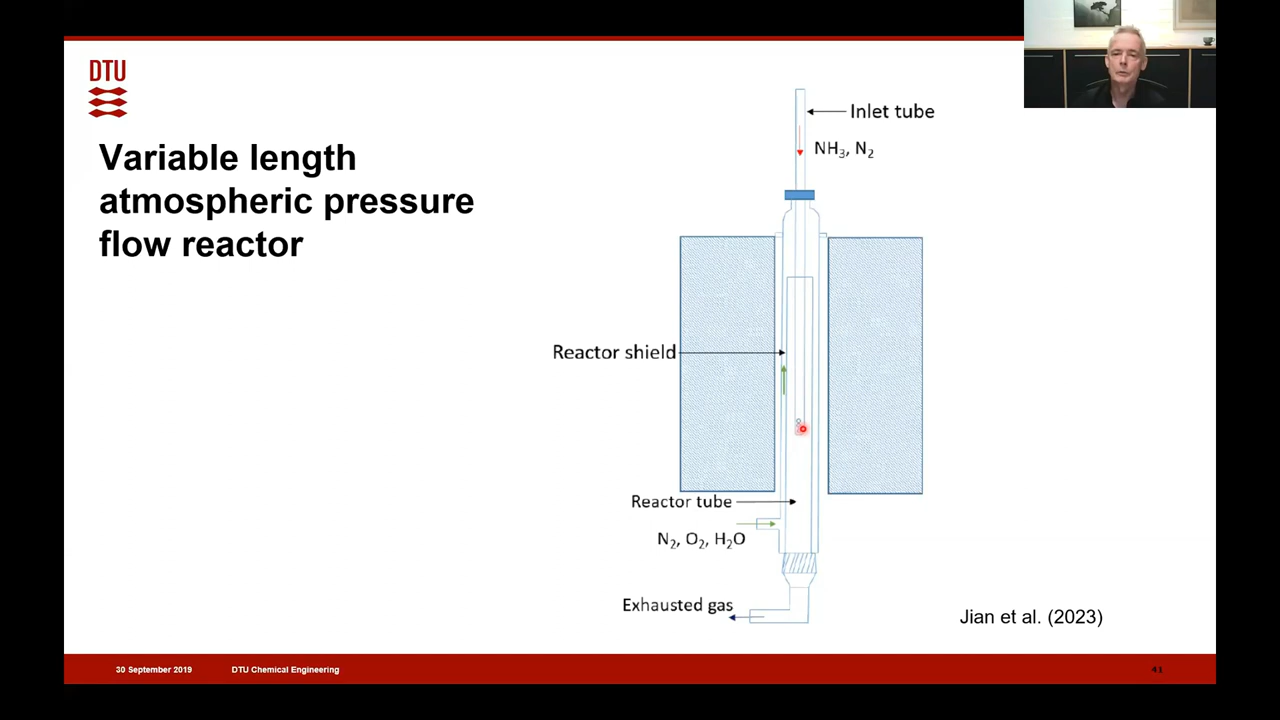 DTU
Variable length
atmospheric pressure
flow reactor
Inlet tube
NH₃, N₂
Reactor shield
Reactor tube
N₂, O₂, H₂O
Exhausted gas
Jian et al. (2023)
30 September 2019
DTU Chemical Engineering
41